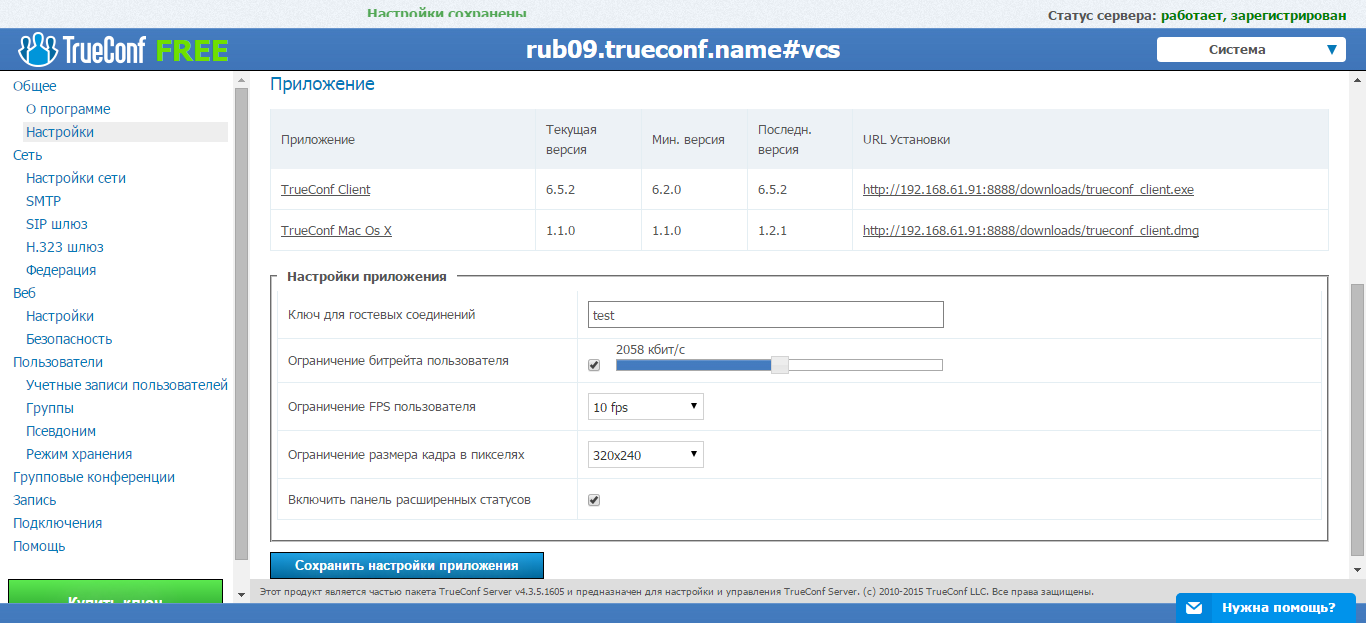 Настройки сохранены
Статус сервера: работает, зарегистрирован
TrueConf FREE
rub09.trueconf.name#vcs
Система
Общее
О программе
Настройки
Сеть
Настройки сети
SMTP
SIP шлюз
H.323 шлюз
Федерация
Веб
Настройки
Безопасность
Пользователи
Учетные записи пользователей
Группы
Псевдоним
Режим хранения
Групповые конференции
Запись
Подключения
Помощь
Купить ключ
Приложение
Приложение Текущая версия Мин. версия Последн. версия URL Установки
TrueConf Client 6.5.2 6.2.0 6.5.2 http://192.168.61.91:8888/downloads/trueconf_client.exe
TrueConf Mac Os X 1.1.0 1.1.0 1.2.1 http://192.168.61.91:8888/downloads/trueconf_client.dmg
Настройки приложения
Ключ для гостевых соединений test
Ограничение битрейта пользователя 2058 кбит/с
Ограничение FPS пользователя 10 fps
Ограничение размера кадра в пикселях 320x240
Включить панель расширенных статусов
Сохранить настройки приложения
Этот продукт является частью пакета TrueConf Server v4.3.5.1605 и предназначен для настройки и управления TrueConf Server. (c) 2010-2015 TrueConf LLC. Все права защищены.
Нужна помощь?